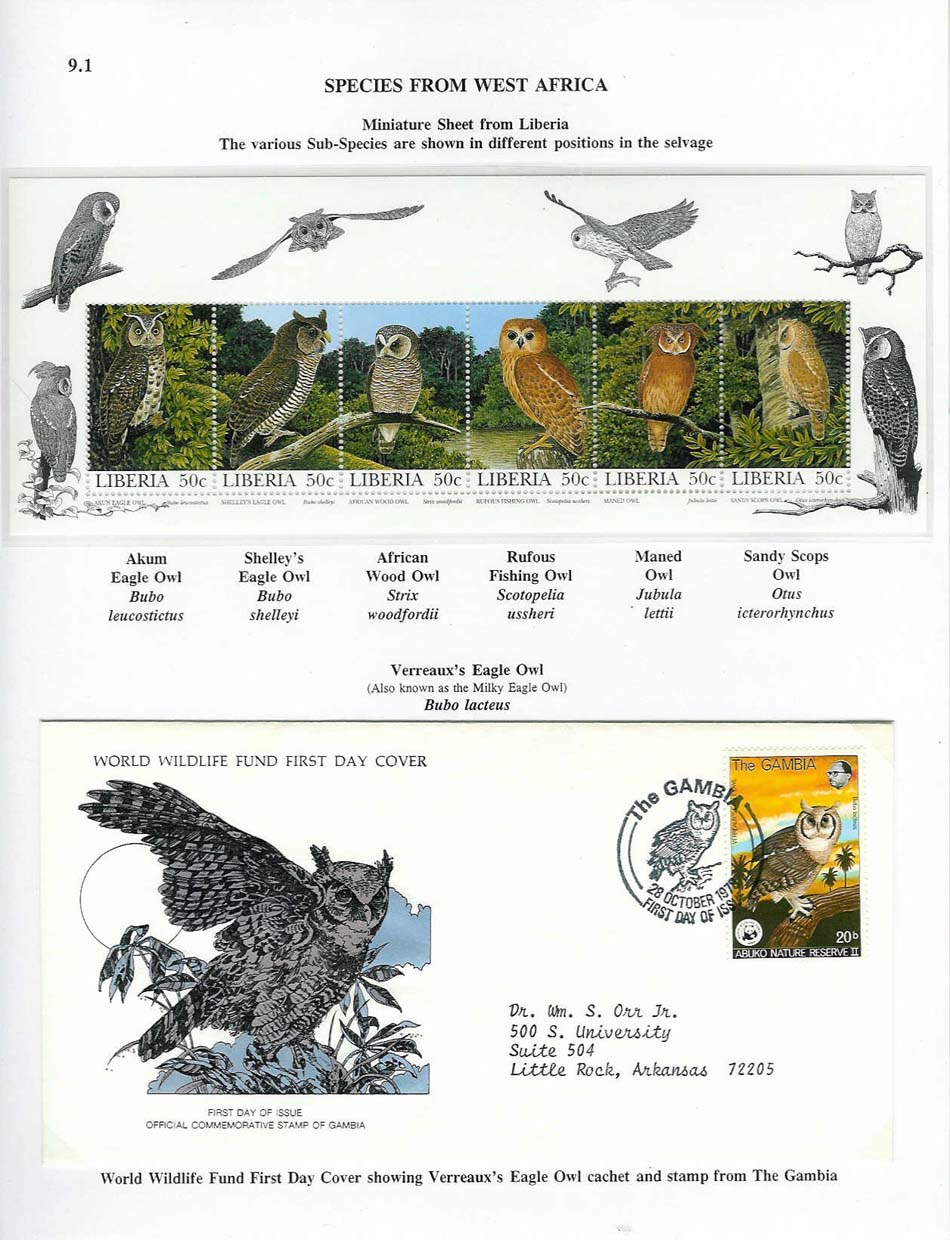 9.1
SPECIES FROM WEST AFRICA
Miniature Sheet from Liberia
The various Sub-Species are shown in different positions in the selvage
LIBERIA 50c LIBERIA 50c LIBERIA 50c LIBERIA 50c LIBERIA 50c LIBERIA 50c
EAGLE OWL Bubo leucostictus SHELLEY'S EAGLE OWL Bubo shelleyi AFRICAN WOOD OWL Strix woodfordii RUFOUS FISHING OWL Scotopelia ussheri MANED OWL Jubula lettii SANDY SCOPS OWL Otus icterorhynchus
Akum Shelley's African Rufous Maned Sandy Scops
Eagle Owl Eagle Owl Wood Owl Fishing Owl Owl Owl
Bubo Bubo Strix Scotopelia Jubula Otus
leucostictus shelleyi woodfordii ussheri lettii icterorhynchus
Verreaux's Eagle Owl
(Also known as the Milky Eagle Owl)
Bubo lacteus
WORLD WILDLIFE FUND FIRST DAY COVER
The GAMBIA
28 OCTOBER 1978
FIRST DAY OF ISS
The GAMBIA
Bubo lacteus
20b
ABUKO NATURE RESERVE II
Dr. Wm. S. Orr Jr.
500 S. University
Suite 504
Little Rock, Arkansas 72205
FIRST DAY OF ISSUE
OFFICIAL COMMEMORATIVE STAMP OF GAMBIA
World Wildlife Fund First Day Cover showing Verreaux's Eagle Owl cachet and stamp from The Gambia